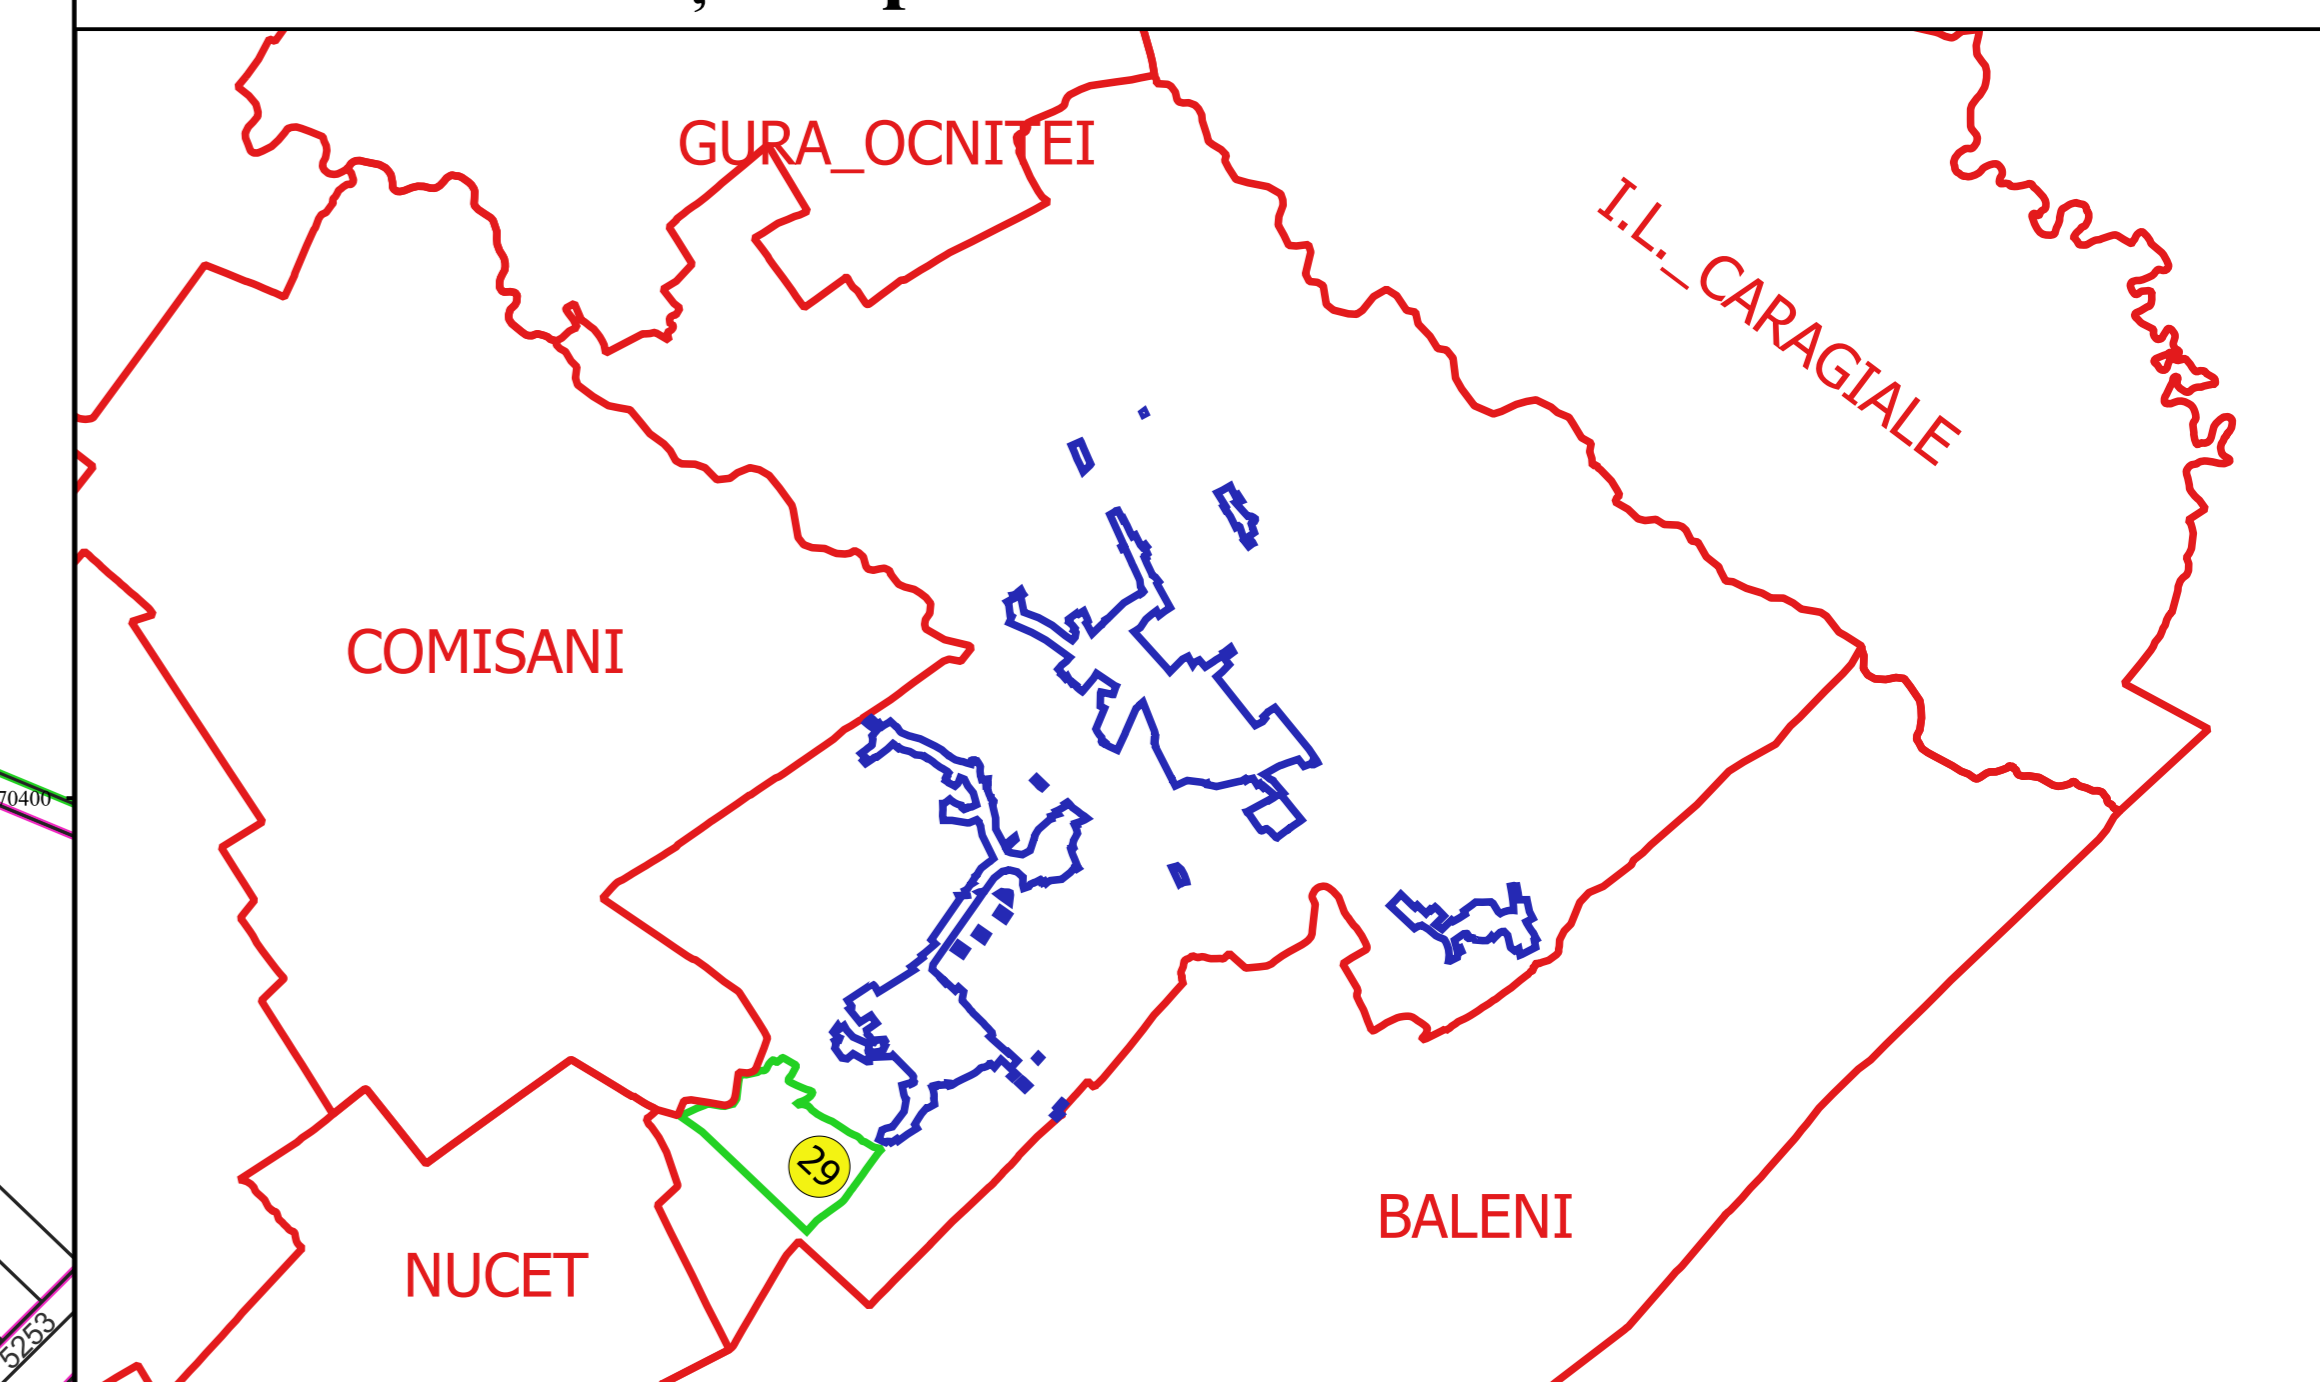 GURA_OCNITEI
I.L._CARAGIALE
COMISANI
70400
29
BALENI
NUCET
5253